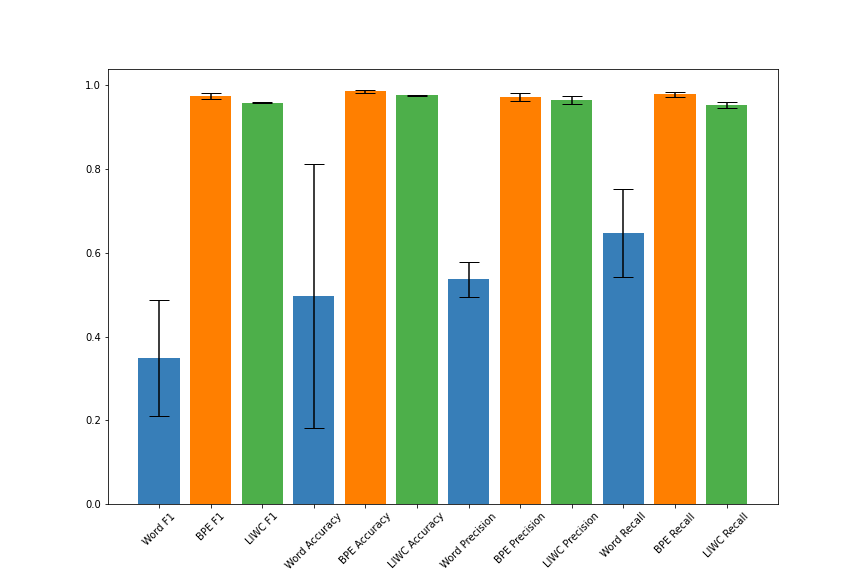 1.0
0.8
0.6
0.4
0.2
0.0
Word F1
BPE F1
LIWC F1
Word Accuracy
BPE Accuracy
LIWC Accuracy
Word Precision
BPE Precision
LIWC Precision
Word Recall
BPE Recall
LIWC Recall